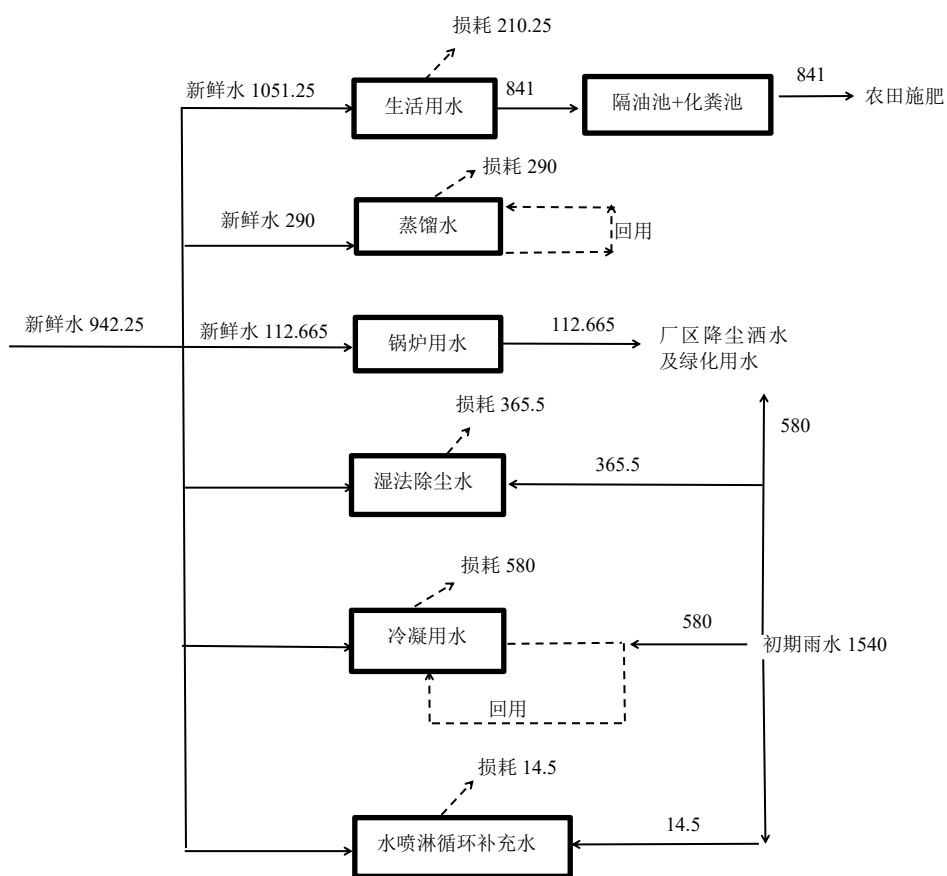 损耗 210.25
新鲜水 1051.25
生活用水
841
隔油池+化粪池
841
农田施肥
损耗 290
新鲜水 290
蒸馏水
回用
新鲜水 942.25
新鲜水 112.665
锅炉用水
112.665
厂区降尘洒水
及绿化用水
损耗 365.5
580
湿法除尘水
365.5
损耗 580
冷凝用水
580
初期雨水 1540
回用
损耗 14.5
水喷淋循环补充水
14.5